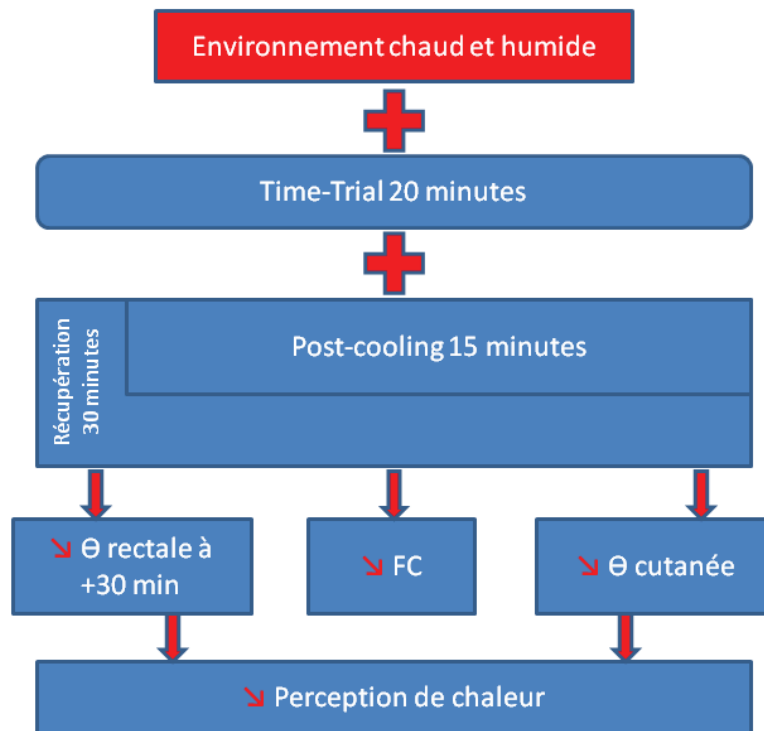 Environnement chaud et humide
Time-Trial 20 minutes
Récupération
30 minutes
Post-cooling 15 minutes
↘ ϴ rectale à
+30 min
↘ FC
↘ ϴ cutanée
↘ Perception de chaleur